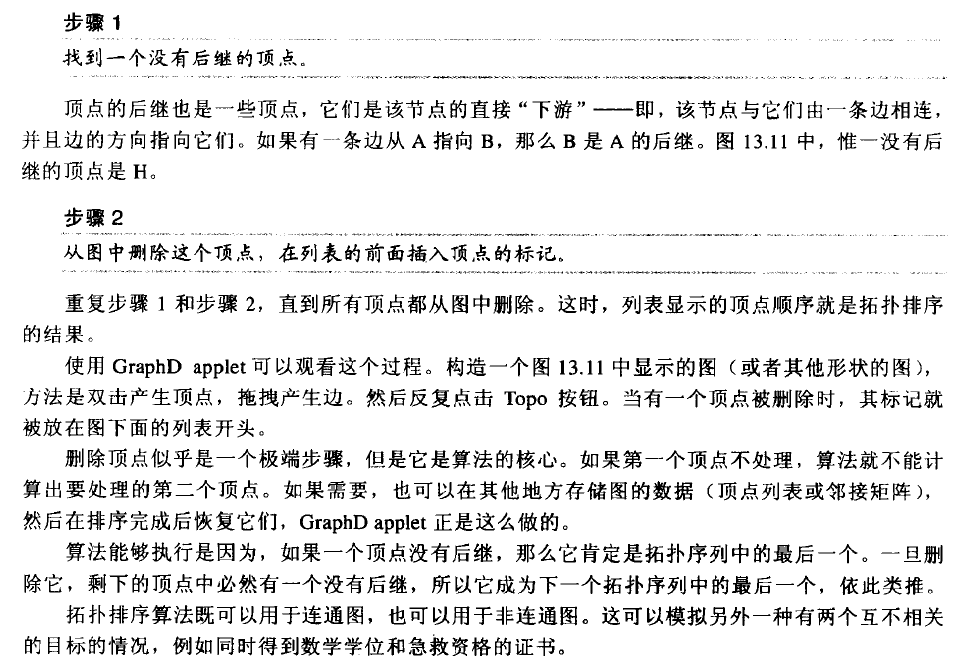 步骤 1
找到一个没有后继的顶点。
顶点的后继也是一些顶点，它们是该节点的直接“下游”——即，该节点与它们由一条边相连，
并且边的方向指向它们。如果有一条边从 A 指向 B，那么 B 是 A 的后继。图 13.11 中，惟一没有后
继的顶点是 H。
步骤 2
从图中删除这个顶点，在列表的前面插入顶点的标记。
重复步骤 1 和步骤 2，直到所有顶点都从图中删除。这时，列表显示的顶点顺序就是拓扑排序
的结果。
使用 GraphD applet 可以观看这个过程。构造一个图 13.11 中显示的图（或者其他形状的图），
方法是双击产生顶点，拖拽产生边。然后反复点击 Topo 按钮。当有一个顶点被删除时，其标记就
被放在图下面的列表开头。
删除顶点似乎是一个极端步骤，但是它是算法的核心。如果第一个顶点不处理，算法就不能计
算出要处理的第二个顶点。如果需要，也可以在其他地方存储图的数据（顶点列表或邻接矩阵），
然后在排序完成后恢复它们，GraphD applet 正是这么做的。
算法能够执行是因为，如果一个顶点没有后继，那么它肯定是拓扑序列中的最后一个。一旦删
除它，剩下的顶点中必然有一个没有后继，所以它成为下一个拓扑序列中的最后一个，依此类推。
拓扑排序算法既可以用于连通图，也可以用于非连通图。这可以模拟另外一种有两个互不相关
的目标的情况，例如同时得到数学学位和急救资格的证书。